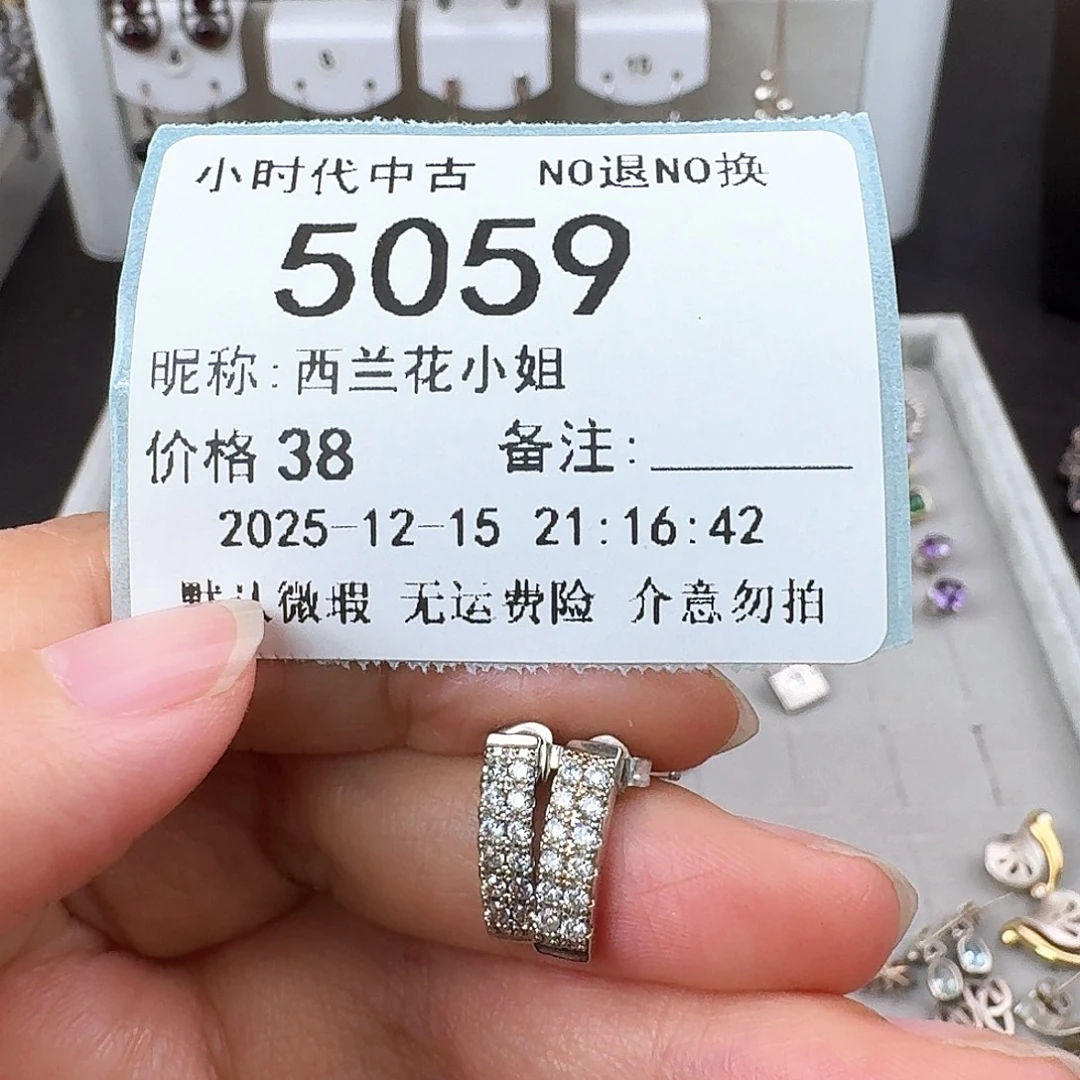 小时代中古 NO退NO换
5059
昵称:西兰花小姐
价格 38 备注:
2025-12-15 21:16:42
默认微瑕 无运费险 介意勿拍